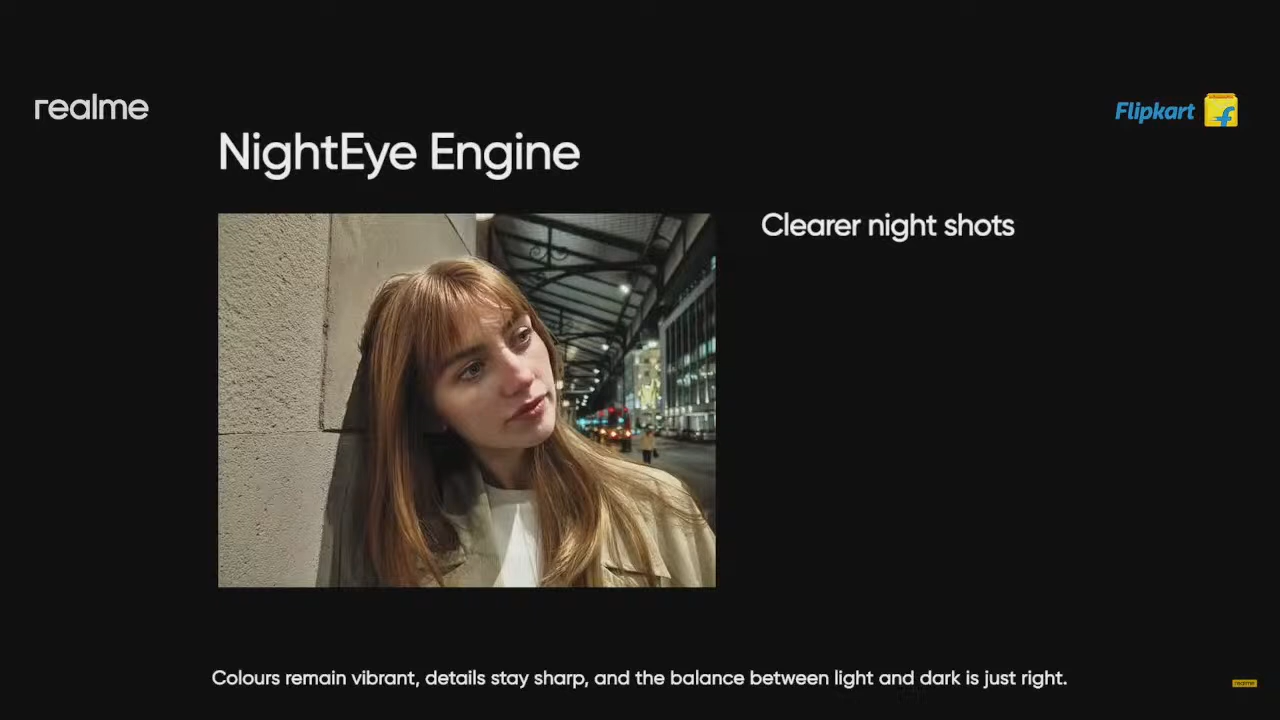 realme
Flipkart
NightEye Engine
Clearer night shots
Colours remain vibrant, details stay sharp, and the balance between light and dark is just right.
realme